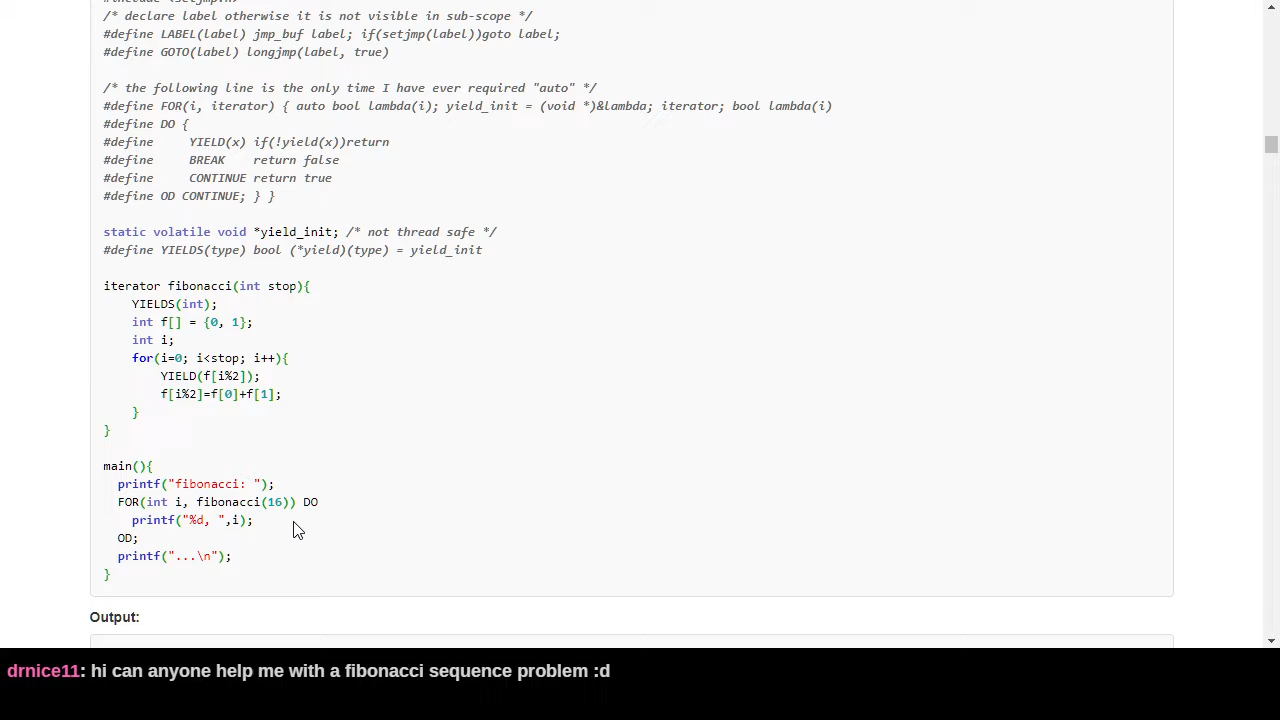 #include <setjmp.h>
/* declare label otherwise it is not visible in sub-scope */
#define LABEL(label) jmp_buf label; if(setjmp(label))goto label;
#define GOTO(label) longjmp(label, true)
/* the following line is the only time I have ever required "auto" */
#define FOR(i, iterator) { auto bool lambda(i); yield_init = (void *)&lambda; iterator; bool lambda(i)
#define DO {
#define     YIELD(x) if(!yield(x))return
#define     BREAK    return false
#define     CONTINUE return true
#define OD CONTINUE; } }
static volatile void *yield_init; /* not thread safe */
#define YIELDS(type) bool (*yield)(type) = yield_init
iterator fibonacci(int stop){
    YIELDS(int);
    int f[] = {0, 1};
    int i;
    for(i=0; i<stop; i++){
        YIELD(f[i%2]);
        f[i%2]=f[0]+f[1];
    }
}
main(){
  printf("fibonacci: ");
  FOR(int i, fibonacci(16)) DO
    printf("%d, ",i);
  OD;
  printf("...\n");
}
Output:
drnice11: hi can anyone help me with a fibonacci sequence problem :d